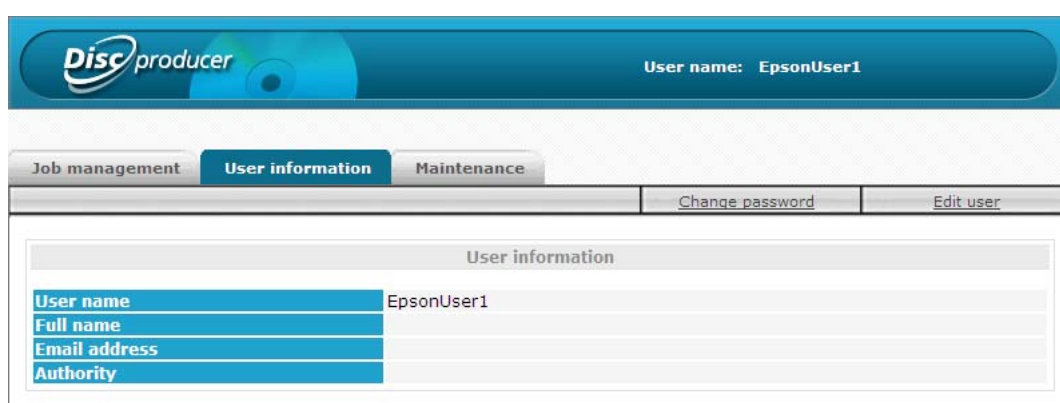 Disc producer
User name: EpsonUser1
Job management User information Maintenance
Change password Edit user
User information
User name EpsonUser1
Full name
Email address
Authority